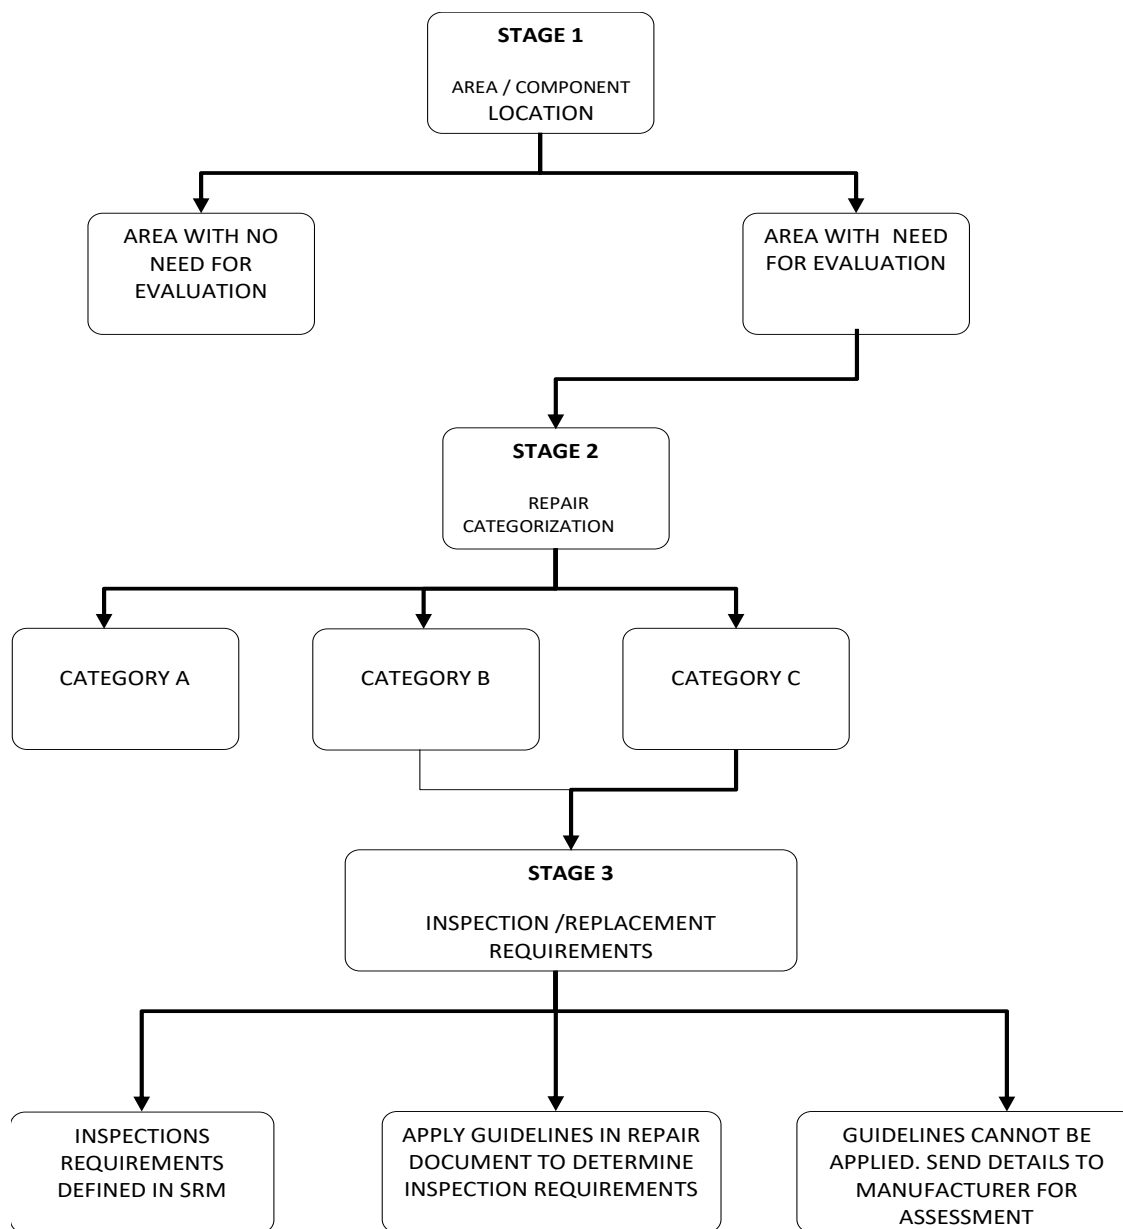 STAGE 1
AREA / COMPONENT
LOCATION
AREA WITH NO
NEED FOR
EVALUATION
AREA WITH  NEED
FOR EVALUATION
STAGE 2
REPAIR
CATEGORIZATION
CATEGORY A
CATEGORY B
CATEGORY C
STAGE 3
INSPECTION /REPLACEMENT
REQUIREMENTS
INSPECTIONS
REQUIREMENTS
DEFINED IN SRM
APPLY GUIDELINES IN REPAIR
DOCUMENT TO DETERMINE
INSPECTION REQUIREMENTS
GUIDELINES CANNOT BE
APPLIED. SEND DETAILS TO
MANUFACTURER FOR
ASSESSMENT